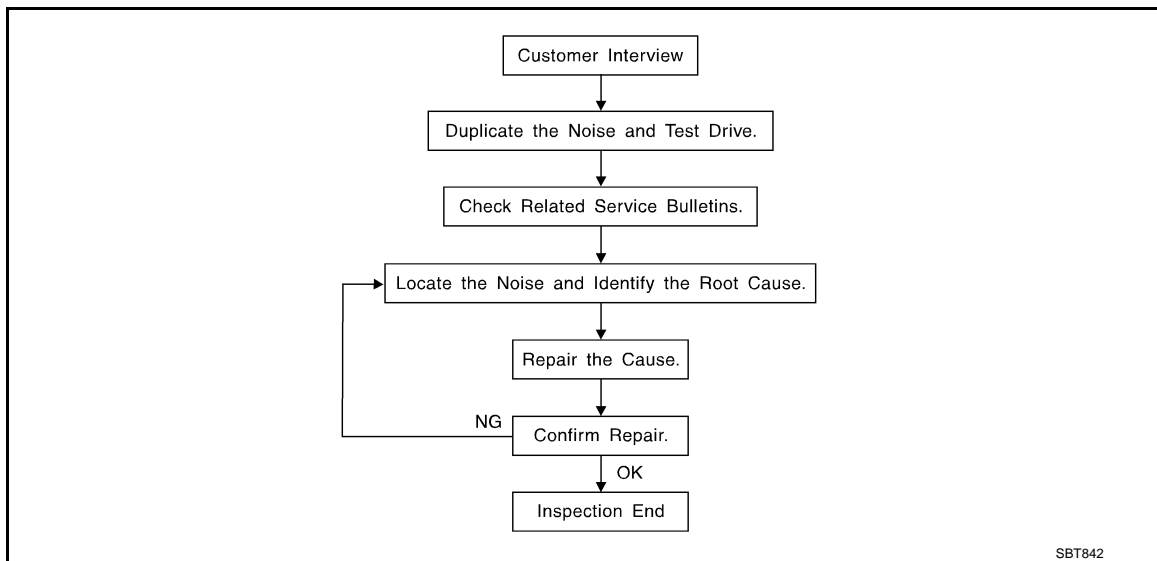 Customer Interview
Duplicate the Noise and Test Drive.
Check Related Service Bulletins.
Locate the Noise and Identify the Root Cause.
Repair the Cause.
NG
Confirm Repair.
OK
Inspection End
SBT842